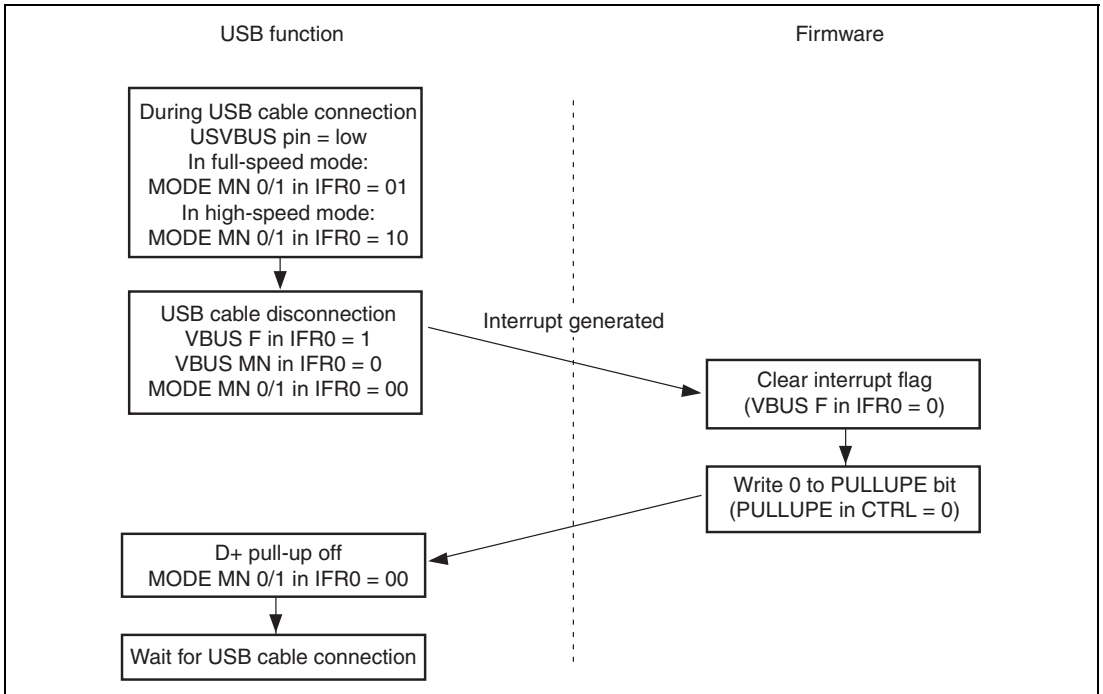 USB function
Firmware
During USB cable connection
USVBUS pin = low
In full-speed mode:
MODE MN 0/1 in IFR0 = 01
In high-speed mode:
MODE MN 0/1 in IFR0 = 10
USB cable disconnection
VBUS F in IFR0 = 1
VBUS MN in IFR0 = 0
MODE MN 0/1 in IFR0 = 00
Interrupt generated
Clear interrupt flag
(VBUS F in IFR0 = 0)
Write 0 to PULLUPE bit
(PULLUPE in CTRL = 0)
D+ pull-up off
MODE MN 0/1 in IFR0 = 00
Wait for USB cable connection